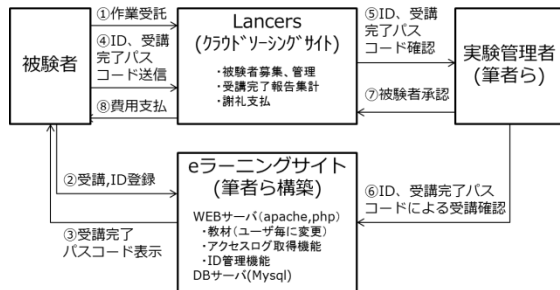 ①作業受託
④ID、受講
完了パス
コード送信
⑧費用支払
被験者
Lancers
(クラウドソーシングサイト)
・被験者募集、管理
・受講完了報告集計
・謝礼支払
⑤ID、受講
完了パス
コード確認
⑦被験者承認
実験管理者
(筆者ら)
②受講,ID登録
③受講完了
パスコード表示
eラーニングサイト
(筆者ら構築)
WEBサーバ(apache,php)
・教材(ユーザ毎に変更)
・アクセスログ取得機能
・ID管理機能
DBサーバ(Mysql)
⑥ID、受講完了パス
コードによる受講確認